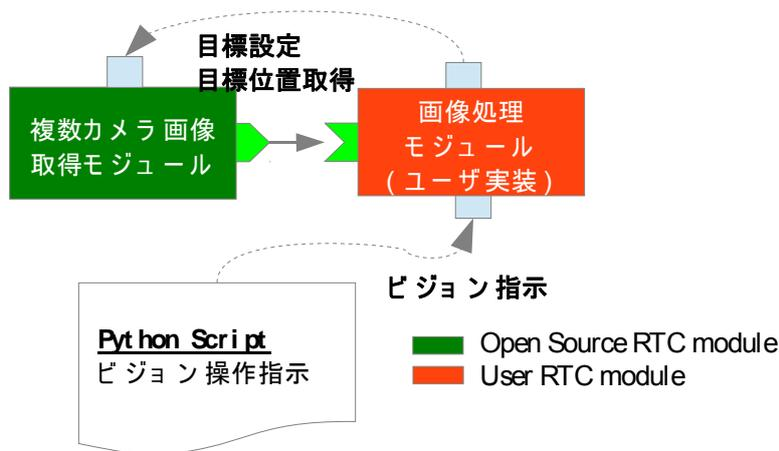 目標設定
目標位置取得
複数カメラ画像
取得モジュール
画像処理
モジュール
(ユーザ実装)
ビジョン指示
Python Script
ビジョン操作指示
Open Source RTC module
User RTC module